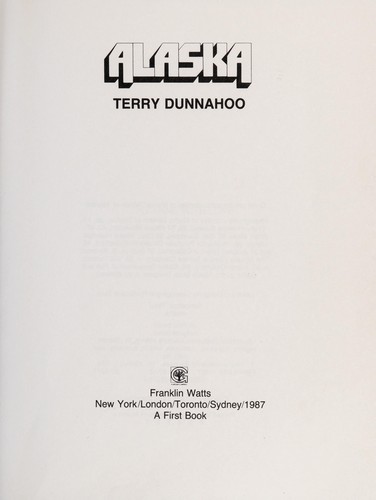 ALASKA
TERRY DUNNAHOO
Franklin Watts
New York/London/Toronto/Sydney/1987
A First Book